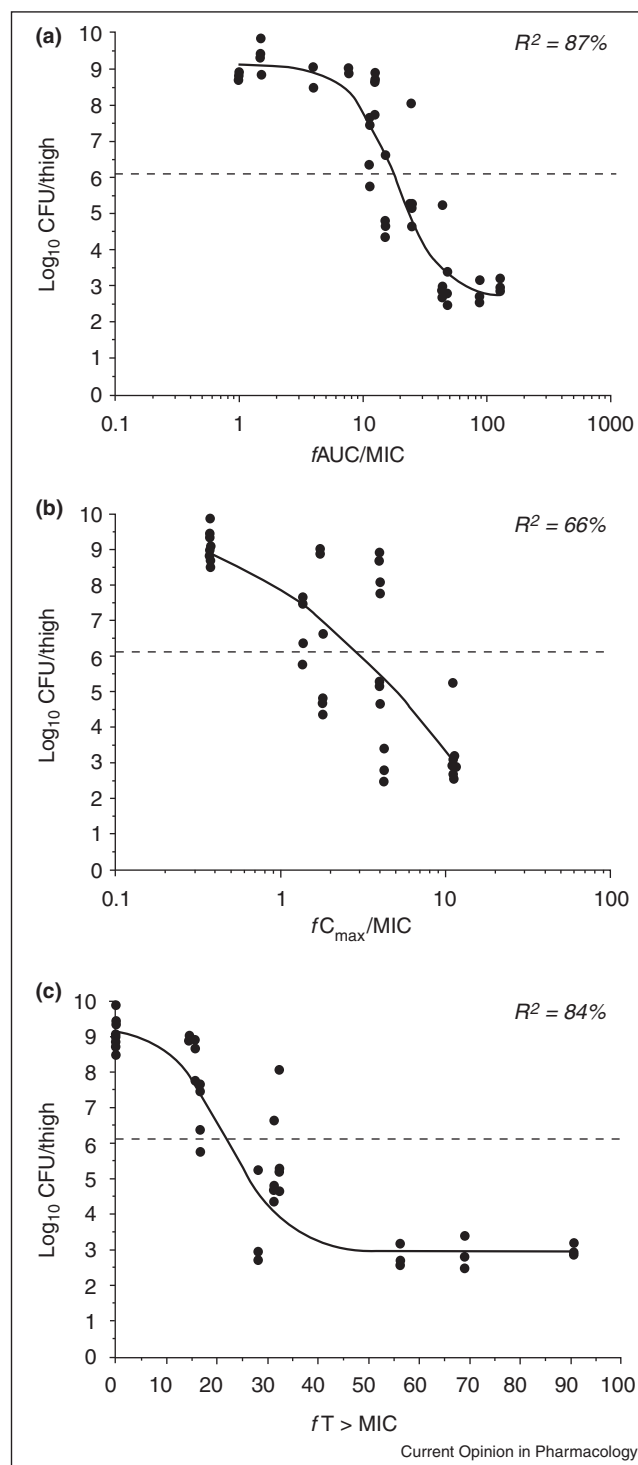 (a)
R² = 87%
10
9
8
7
6
5
4
3
2
1
0
Log₁₀ CFU/thigh
0.1 1 10 100 1000
fAUC/MIC
(b)
R² = 66%
10
9
8
7
6
5
4
3
2
1
0
Log₁₀ CFU/thigh
0.1 1 10 100
fCₘₐₓ/MIC
(c)
R² = 84%
10
9
8
7
6
5
4
3
2
1
0
Log₁₀ CFU/thigh
0 10 20 30 40 50 60 70 80 90 100
fT > MIC
Current Opinion in Pharmacology